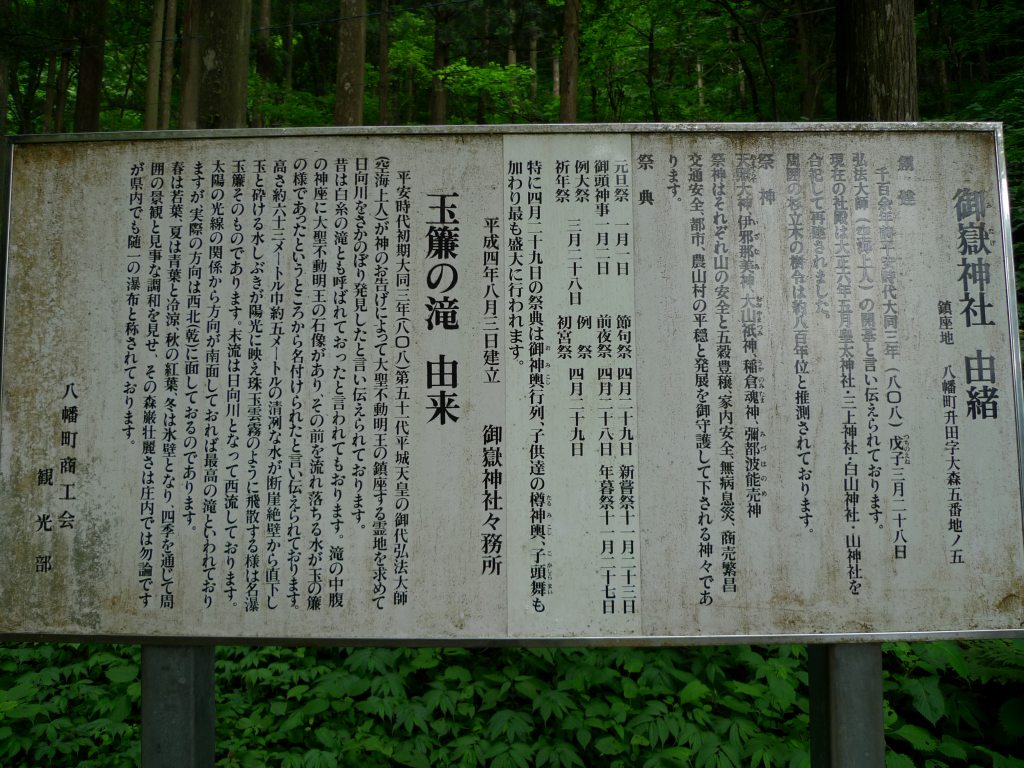 御嶽神社 由緒
鎮座地 八幡町升田字大森五番地ノ五
創建
千百余年前平安時代大同三年(八〇八)戊子三月二十八日
弘法大師(空海上人)の開基と言い伝えられております。
現在の社殿は大正六年五月皇太神社・三上神社・白山神社・山神社を
合祀して再建されました。
周囲の杉立木の樹令は約八百年位と推測されております。
祭神
天照大神 伊邪那美神、大山祇神、稲倉魂神、彌都波能売神
祭神はそれぞれ山の安全と五穀豊穣、家内安全、無病息災、商売繁昌
交通安全、都市、農山村の平穏と発展を御守護して下される神々であ
ります。
祭典
元旦祭 一月一日 節句祭 四月二十九日 新嘗祭 十一月二十三日
御頭神事 一月二日 前夜祭 四月二十八日 年暮祭 十一月二十七日
例大祭 三月二十八日 例祭 四月二十九日
祈年祭 初宮祭
特に四月二十九日の祭典は御神輿行列、子供達の樽神輿、子頭舞も
加わり最も盛大に行われます。
平成四年八月三日建立 御嶽神社々務所
玉簾の滝 由来
平安時代初期大同三年(八〇八)第五十一代平城天皇の御代弘法大師
(空海上人)が神のお告げによって大聖不動明王の鎮座する霊地を求めて
日向川をさかのぼり発見したと言い伝えられております。
昔は白糸の滝とも呼ばれておったと言われてもおります。滝の中腹
の神座に大聖不動明王の石像があり、その前を流れ落ちる水が玉の簾
の様であったというところから名付けられたと言い伝えられております。
高さ約六十三メートル巾約五メートルの清冽な水が断崖絶壁から直下し
玉と砕ける水しぶきが陽光に映え珠玉雲霧のように飛散する様は名瀑
玉簾そのものであります。末流は日向川となって西流しております。
太陽の光線の関係から方向が南面しておれば最高の滝といわれており
ますが、実際の方向は西北(乾)に面しておるのであります。
春は若葉、夏は青葉と冷涼、秋の紅葉、冬は氷壁となり、四季を通じて周
囲の景観と見事な調和を見せ、その森厳壮麗さは庄内では勿論です
が県内でも随一の瀑布と称されております。
八幡町商工会
観光部